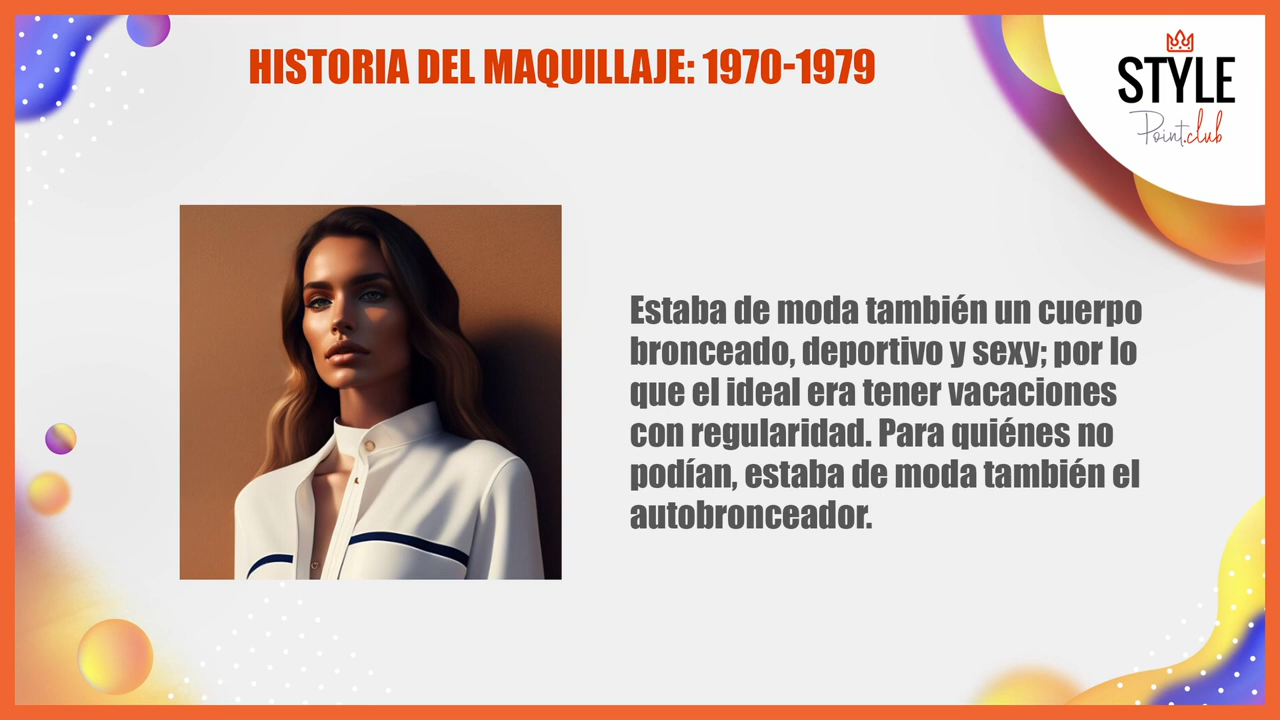 HISTORIA DEL MAQUILLAJE: 1970-1979
STYLE
Point.club
Estaba de moda también un cuerpo
bronceado, deportivo y sexy; por lo
que el ideal era tener vacaciones
con regularidad. Para quiénes no
podían, estaba de moda también el
autobronceador.